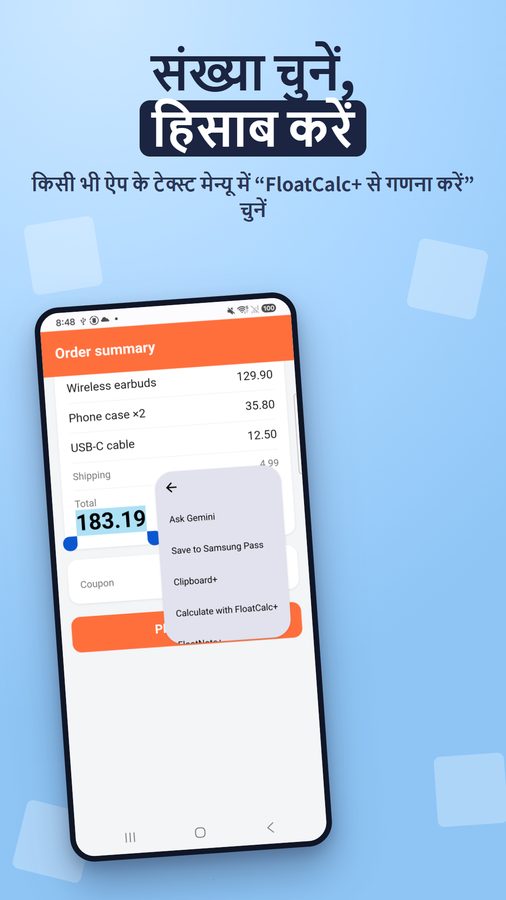 संख्या चुनें,
हिसाब करें
किसी भी ऐप के टेक्स्ट मेन्यू में “FloatCalc+ से गणना करें”
चुनें
8:48
100
Order summary
Wireless earbuds 129.90
Phone case ×2 35.80
USB-C cable 12.50
Shipping 4.99
Total
183.19
Ask Gemini
Save to Samsung Pass
Clipboard+
Coupon
Calculate with FloatCalc+